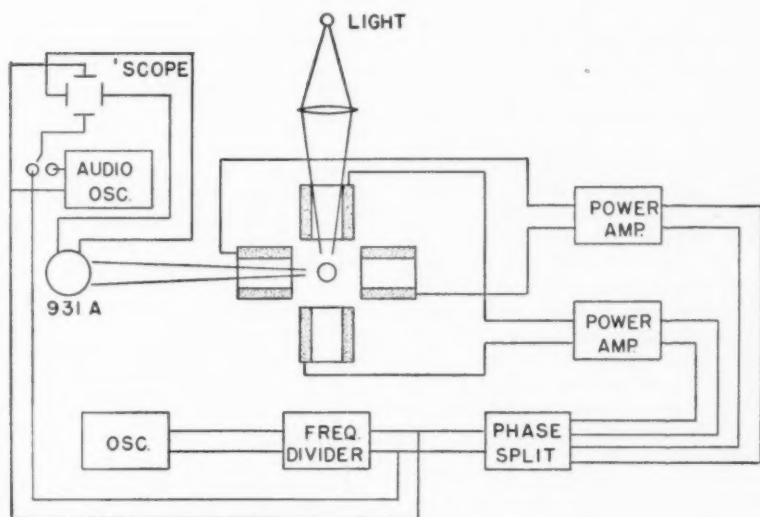 LIGHT
'SCOPE
AUDIO
OSC.
931 A
POWER
AMP.
POWER
AMP.
OSC.
FREQ.
DIVIDER
PHASE
SPLIT